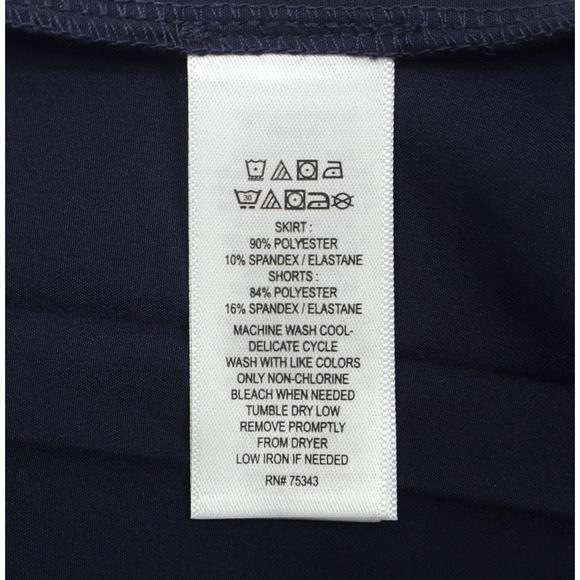 30
SKIRT :
90% POLYESTER
10% SPANDEX / ELASTANE
SHORTS :
84% POLYESTER
16% SPANDEX / ELASTANE
MACHINE WASH COOL-
DELICATE CYCLE
WASH WITH LIKE COLORS
ONLY NON-CHLORINE
BLEACH WHEN NEEDED
TUMBLE DRY LOW
REMOVE PROMPTLY
FROM DRYER
LOW IRON IF NEEDED
RN# 75343